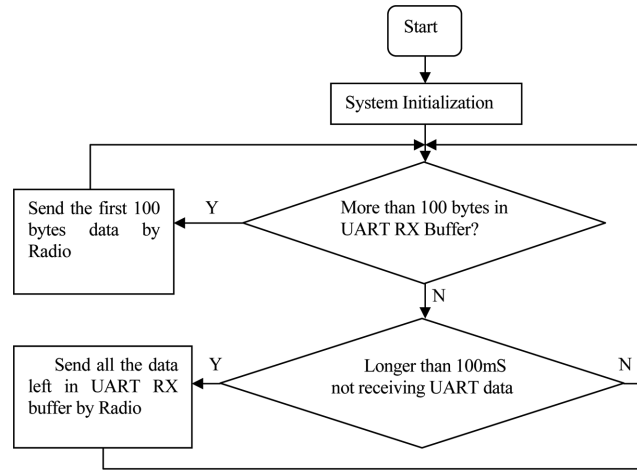 Start
System Initialization
More than 100 bytes in
UART RX Buffer?
Y
Send the first 100
bytes data by
Radio
N
Longer than 100mS
not receiving UART data
Y
N
Send all the data
left in UART RX
buffer by Radio